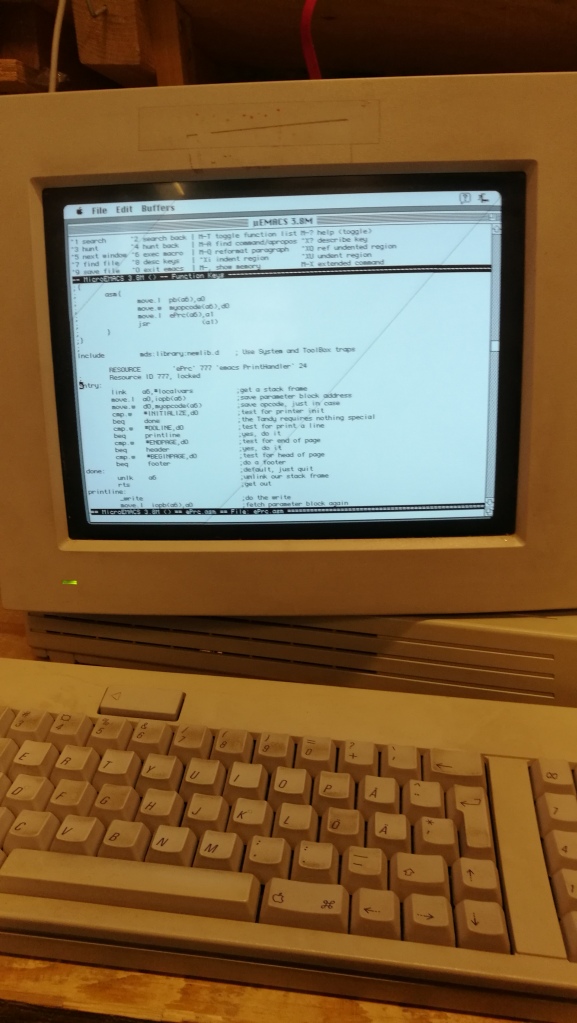 File Edit Buffers
µEMACS 3.8M
^1 search ^2 search back | M-T toggle function list M-? help (toggle)
^3 hunt ^4 hunt back | M-A find command/apropos ^X? describe key
^5 next window ^6 exec macro | M-Q reformat paragraph ^XQ ref undented region
^7 find file ^8 desc keys | ^XI indent region ^XU undent region
^9 save file ^0 exit emacs | M-. show memory M-X extended command
-- MicroEMACS 3.8M () -- Function Keys --
;{
; asm{
; move.l pb(a6),a0
; move.w myopcode(a6),d0
; move.l ePrc(a6),a1
; jsr (a1)
; }
;}
include mds:library:newlib.d ; Use System and ToolBox traps
RESOURCE 'ePrc' 777 'emacs PrintHandler' 24
; Resource ID 777, locked
Entry:
link a6,#localvars ;get a stack frame
move.l a0,iopb(a6) ;save parameter block address
move.w d0,myopcode(a6) ;save opcode, just in case
cmp.w #INITIALIZE,d0 ;test for printer init
beq done ;the Tandy requires nothing special
cmp.w #DOLINE,d0 ;test for print a line
beq printline ;yes, do it
cmp.w #ENDPAGE,d0 ;test for end of page
beq header ;yes, do it
cmp.w #BEGINPAGE,d0 ;test for head of page
beq footer ;do a footer
done: ;default, just quit
unlk a6 ;unlink our stack frame
rts ;get out
printline:
_write ;do the write
move.l iopb(a6),a0 ;fetch parameter block again
== MicroEMACS 3.8M () == ePrc.asm == File: ePrc.asm ==
E R T Y U I O P Å
D F G H J K L Ä
C V B N M